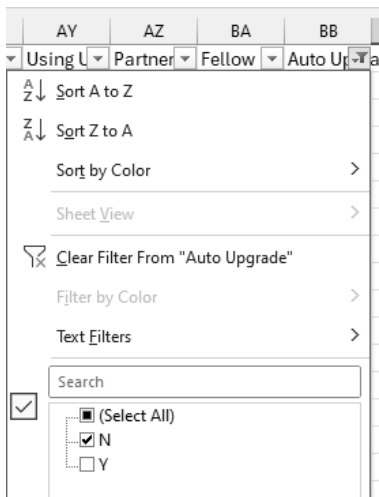 AY AZ BA BB
Using Partner Fellow Auto
Sort A to Z
Sort Z to A
Sort by Color
Sheet View
Clear Filter From "Auto Upgrade"
Filter by Color
Text Filters
Search
(Select All)
N
Y